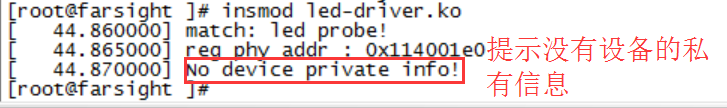 [root@farsight ]# insmod led-driver.ko
[   44.860000] match: led probe!
[   44.865000] reg phy addr : 0x114001e0
[   44.870000] No device private info!
[root@farsight ]#
提示没有设备的私
有信息